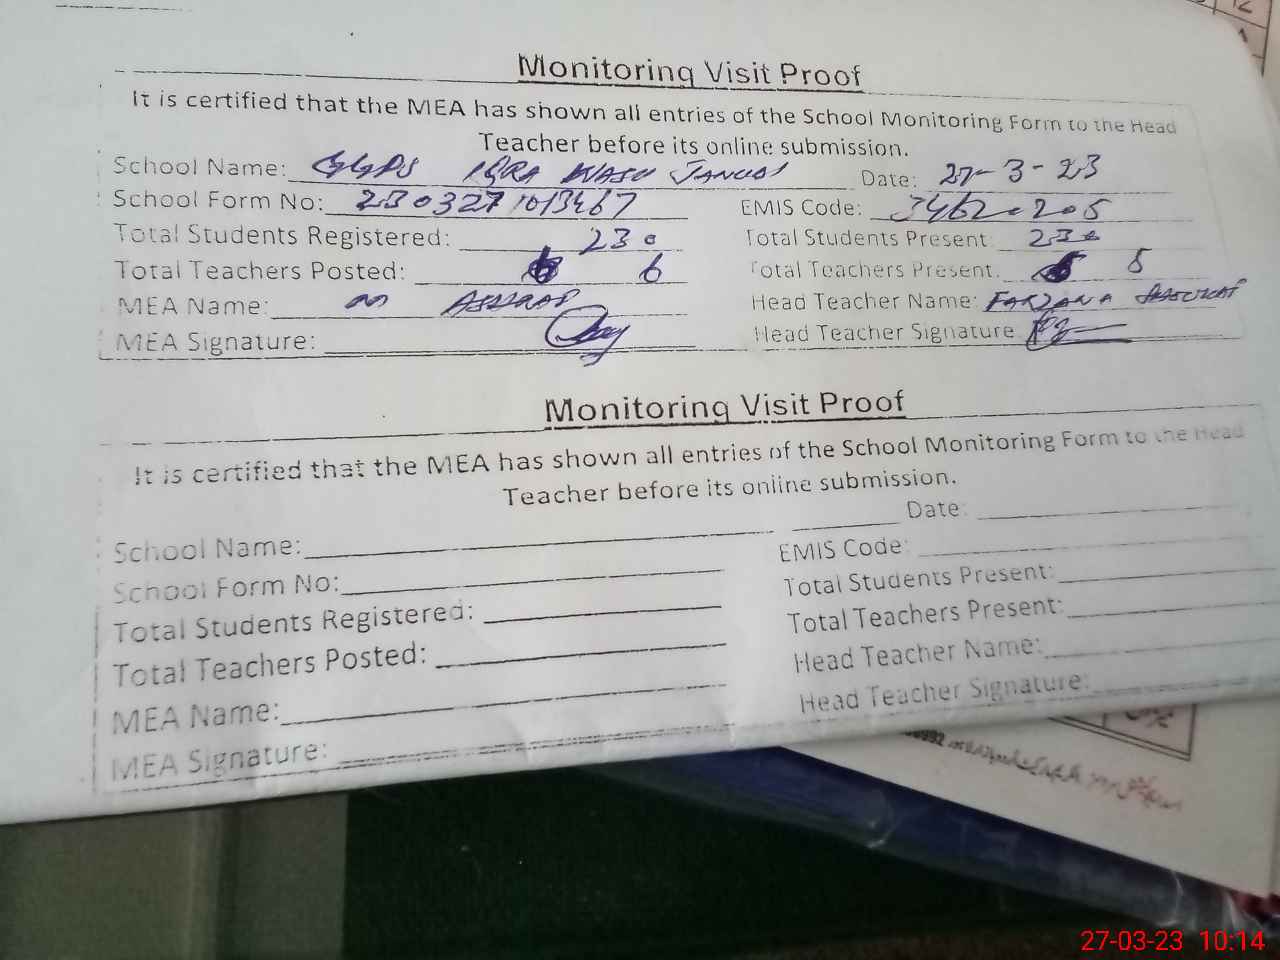 Monitoring Visit Proof
It is certified that the MEA has shown all entries of the School Monitoring Form to the Head
Teacher before its online submission.
School Name: GGPS IQRA Date: 27-3-23
School Form No: 230327 1013467 EMIS Code: 34620205
Total Students Registered: 230 Total Students Present: 230
Total Teachers Posted: 6 Total Teachers Present. 5
MEA Name: M ASHRAF Head Teacher Name: FARZANA
MEA Signature: Head Teacher Signature
Monitoring Visit Proof
It is certified that the MEA has shown all entries of the School Monitoring Form to the Head
Teacher before its online submission.
School Name: Date:
School Form No: EMIS Code:
Total Students Registered: Total Students Present:
Total Teachers Posted: Total Teachers Present:
MEA Name: Head Teacher Name:
MEA Signature: Head Teacher Signature:
27-03-23 10:14